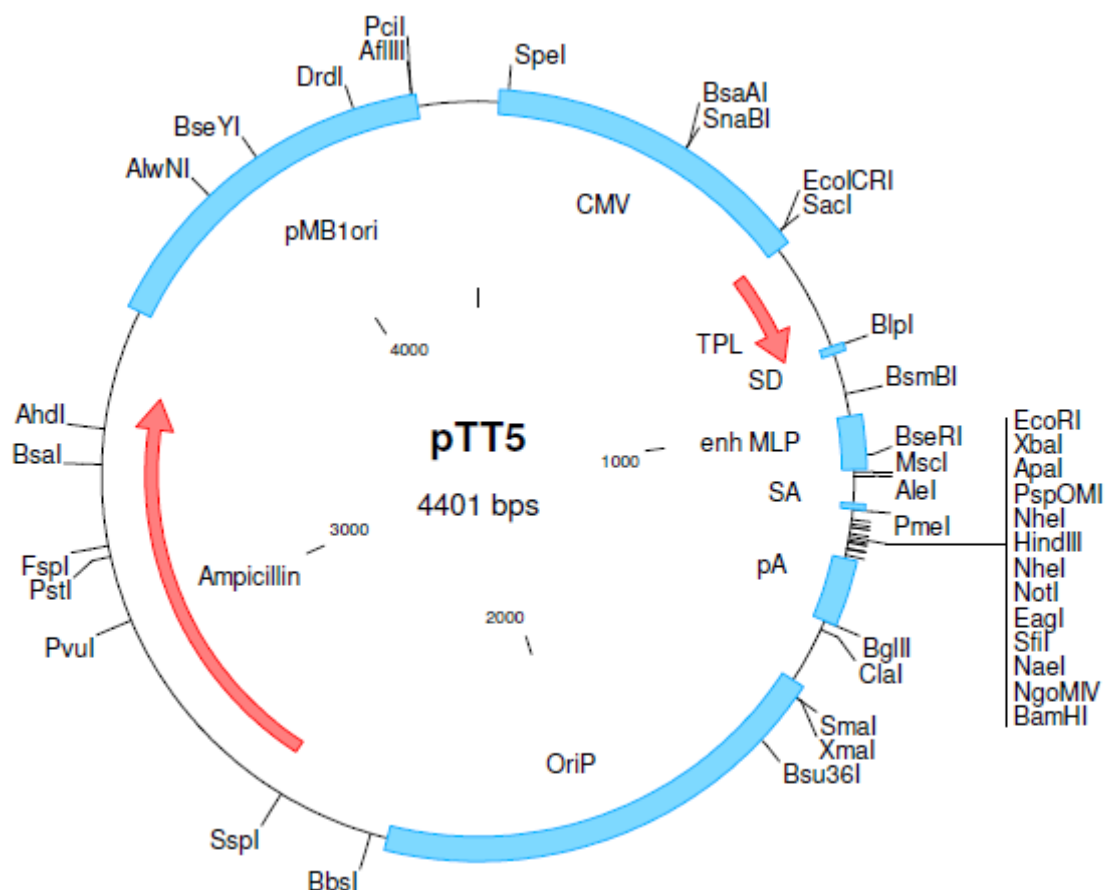 PciI
AflIII
DrdI
BseYI
AlwNI
SpeI
BsaAI
SnaBI
EcoICRI
SacI
CMV
pMB1ori
I
4000
TPL
SD
BlpI
BsmBI
AhdI
BsaI
pTT5
4401 bps
1000
enh MLP
SA
pA
BseRI
MscI
AleI
PmeI
EcoRI
XbaI
ApaI
PspOMI
NheI
HindIII
NheI
NotI
EagI
SfiI
NaeI
NgoMIV
BamHI
3000
Ampicillin
FspI
PstI
PvuI
2000
BglII
ClaI
SmaI
XmaI
Bsu36I
OriP
SspI
BbsI